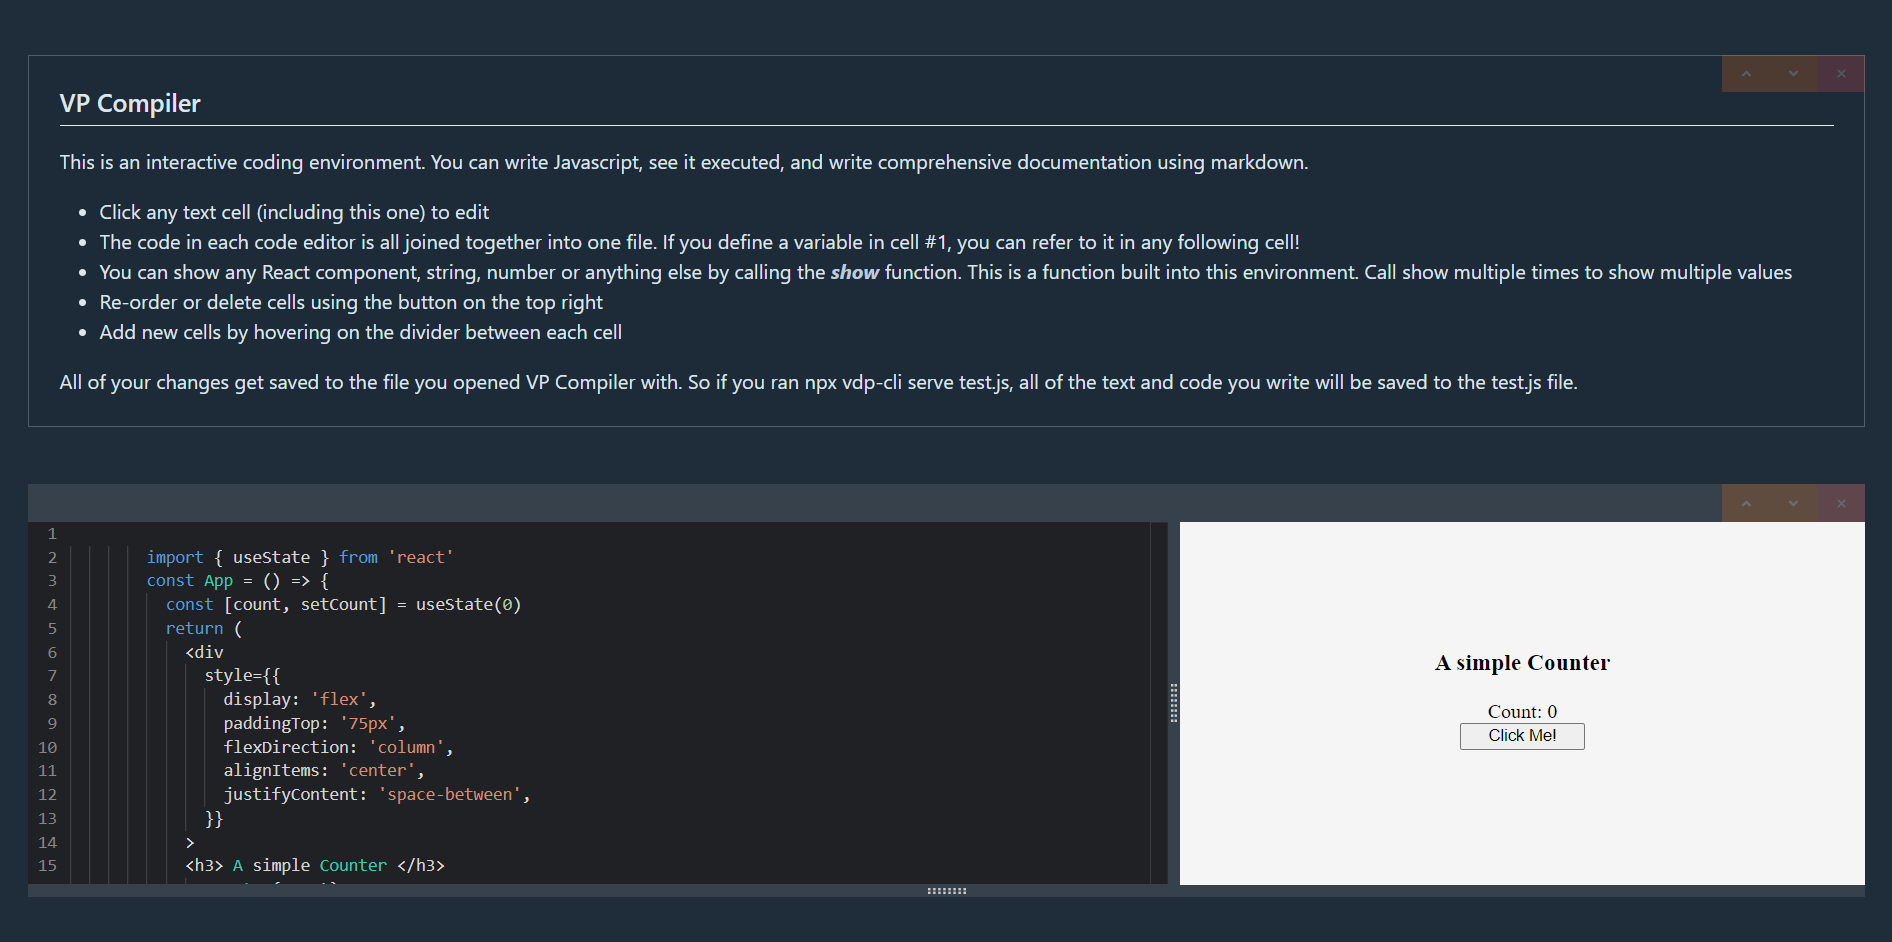 VP Compiler
This is an interactive coding environment. You can write Javascript, see it executed, and write comprehensive documentation using markdown.
• Click any text cell (including this one) to edit
• The code in each code editor is all joined together into one file. If you define a variable in cell #1, you can refer to it in any following cell!
• You can show any React component, string, number or anything else by calling the show function. This is a function built into this environment. Call show multiple times to show multiple values
• Re-order or delete cells using the button on the top right
• Add new cells by hovering on the divider between each cell
All of your changes get saved to the file you opened VP Compiler with. So if you ran npx vdp-cli serve test.js, all of the text and code you write will be saved to the test.js file.
1
2 import { useState } from 'react'
3 const App = () => {
4 const [count, setCount] = useState(0)
5 return (
6 <div
7 style={{
8 display: 'flex',
9 paddingTop: '75px',
10 flexDirection: 'column',
11 alignItems: 'center',
12 justifyContent: 'space-between',
13 }}
14 >
15 <h3> A simple Counter </h3>
A simple Counter
Count: 0
Click Me!